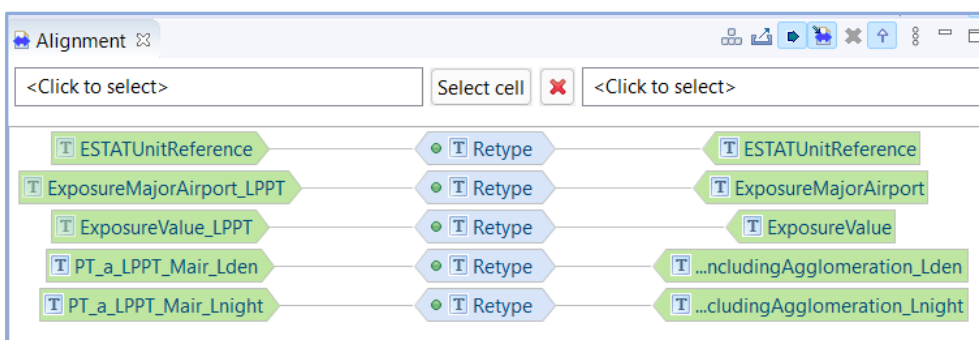 Alignment
<Click to select> Select cell <Click to select>
T ESTATUnitReference T Retype T ESTATUnitReference
T ExposureMajorAirport_LPPT T Retype T ExposureMajorAirport
T ExposureValue_LPPT T Retype T ExposureValue
T PT_a_LPPT_Mair_Lden T Retype T ...ncludingAgglomeration_Lden
T PT_a_LPPT_Mair_Lnight T Retype T ...cludingAgglomeration_Lnight